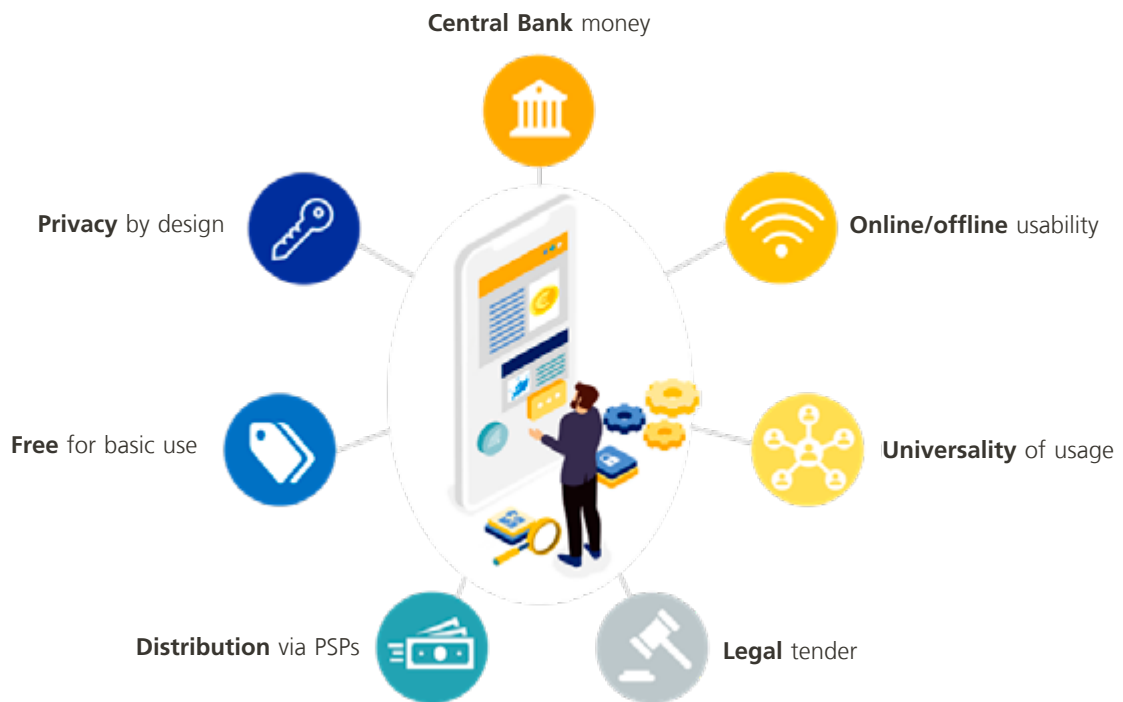 Central Bank money
Privacy by design
Online/offline usability
Free for basic use
Universality of usage
Distribution via PSPs
Legal tender